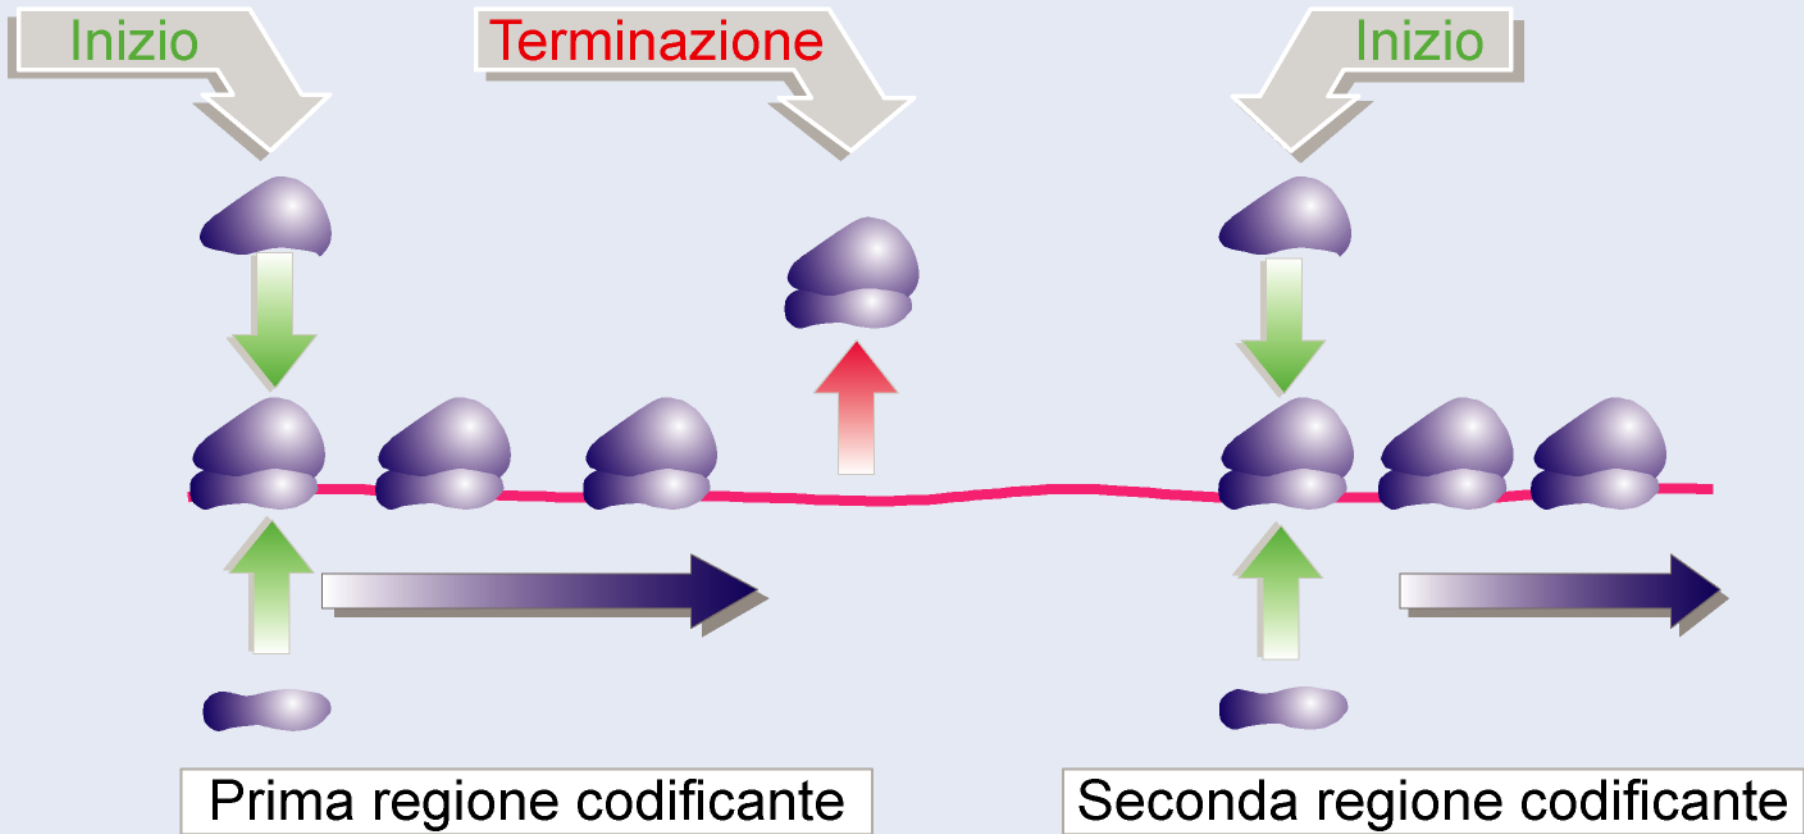 Inizio
Terminazione
Inizio
Prima regione codificante
Seconda regione codificante